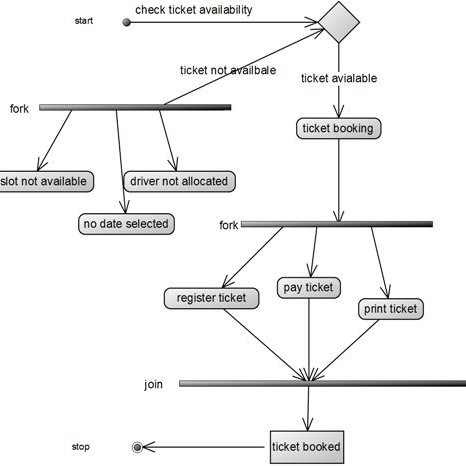 check ticket availability
start
ticket not availbale
ticket avialable
fork
ticket booking
slot not available
driver not allocated
no date selected
fork
register ticket
pay ticket
print ticket
join
stop
ticket booked